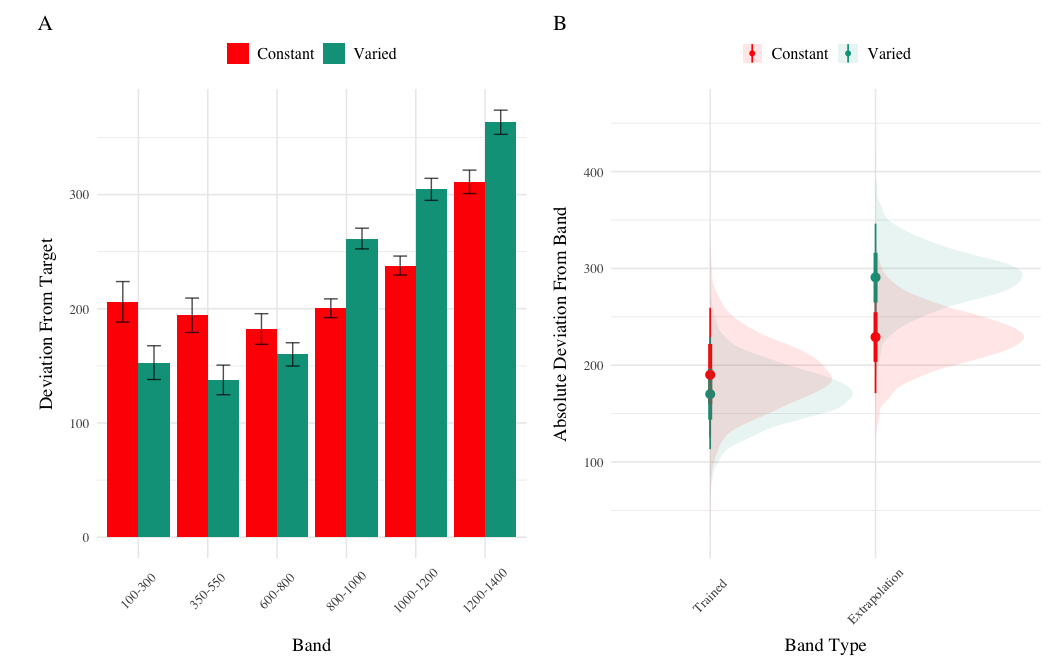 A
Constant Varied
Deviation From Target
300
200
100
0
100-300
350-550
600-800
800-1000
1000-1200
1200-1400
Band
B
Constant Varied
Absolute Deviation From Band
400
300
200
100
Trained
Extrapolation
Band Type